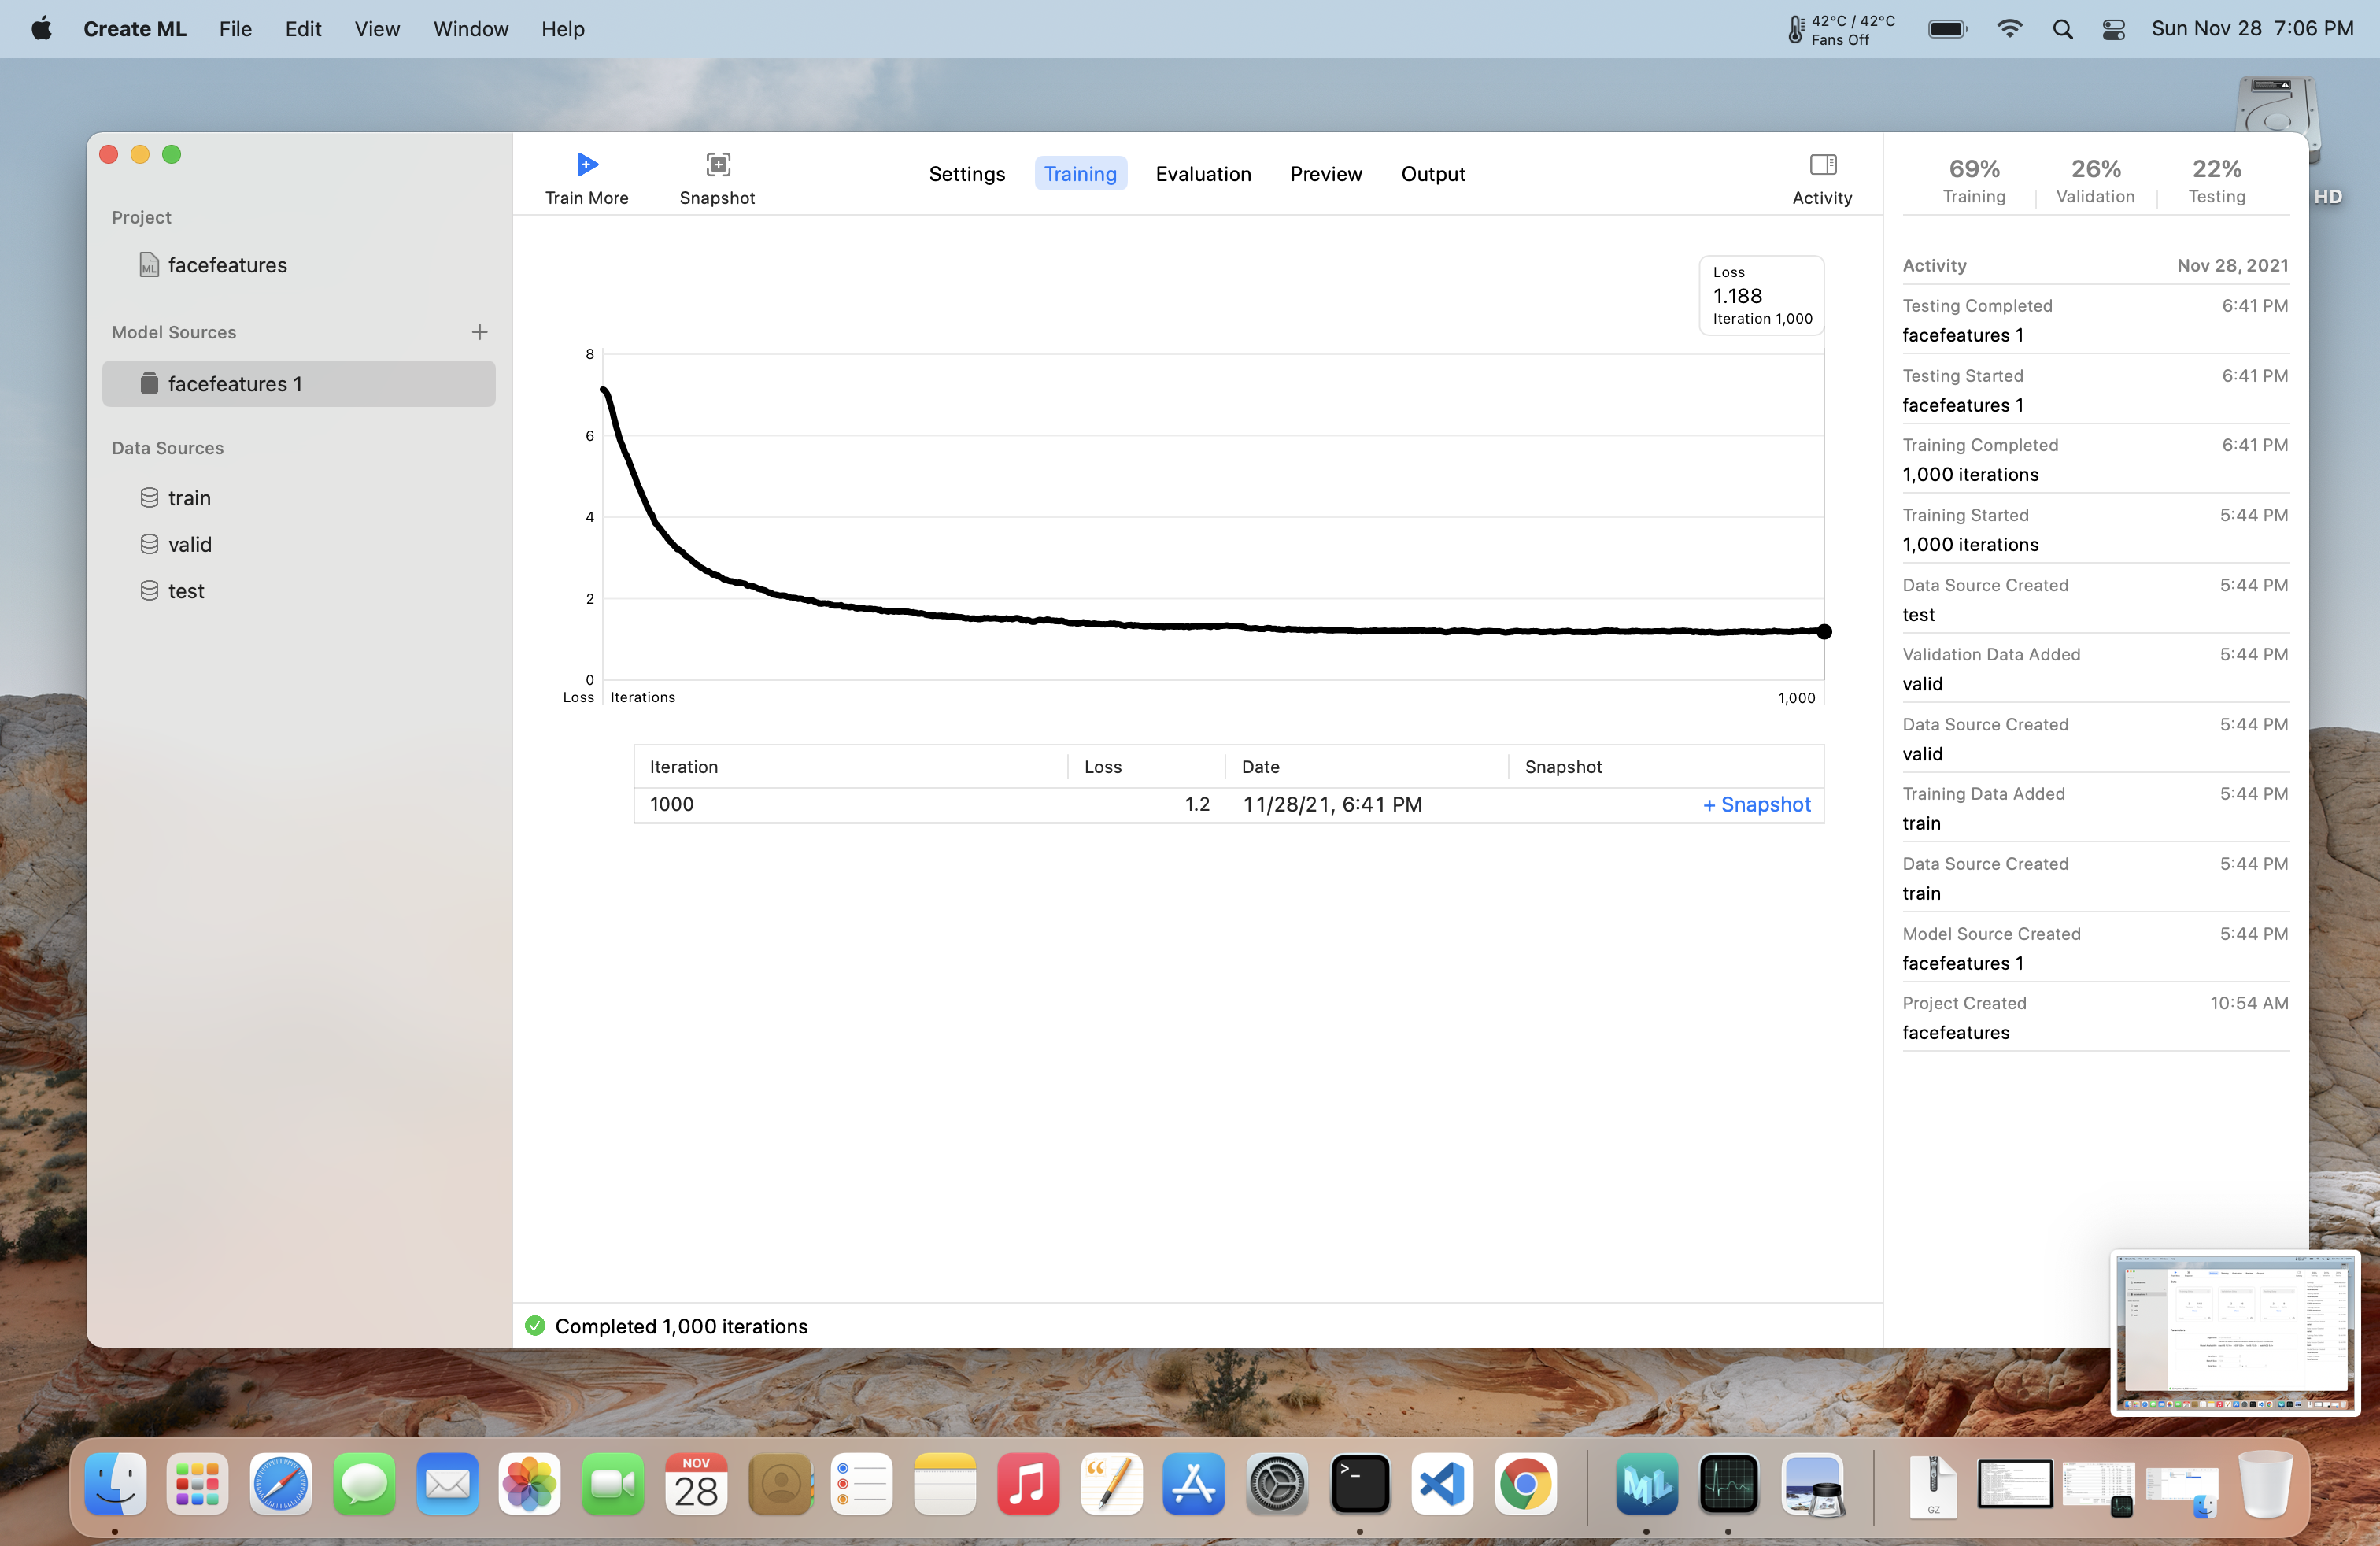 Create ML File Edit View Window Help
42°C / 42°C
Fans Off
Sun Nov 28 7:06 PM
HD
Project
facefeatures
Model Sources
facefeatures 1
Data Sources
train
valid
test
Train More
Snapshot
Settings Training Evaluation Preview Output
Activity
Loss
1.188
Iteration 1,000
8
6
4
2
0
Loss Iterations 1,000
Iteration Loss Date Snapshot
1000 1.2 11/28/21, 6:41 PM + Snapshot
Completed 1,000 iterations
69% 26% 22%
Training Validation Testing
Activity Nov 28, 2021
Testing Completed 6:41 PM
facefeatures 1
Testing Started 6:41 PM
facefeatures 1
Training Completed 6:41 PM
1,000 iterations
Training Started 5:44 PM
1,000 iterations
Data Source Created 5:44 PM
test
Validation Data Added 5:44 PM
valid
Data Source Created 5:44 PM
valid
Training Data Added 5:44 PM
train
Data Source Created 5:44 PM
train
Model Source Created 5:44 PM
facefeatures 1
Project Created 10:54 AM
facefeatures
NOV
28
ML
GZ